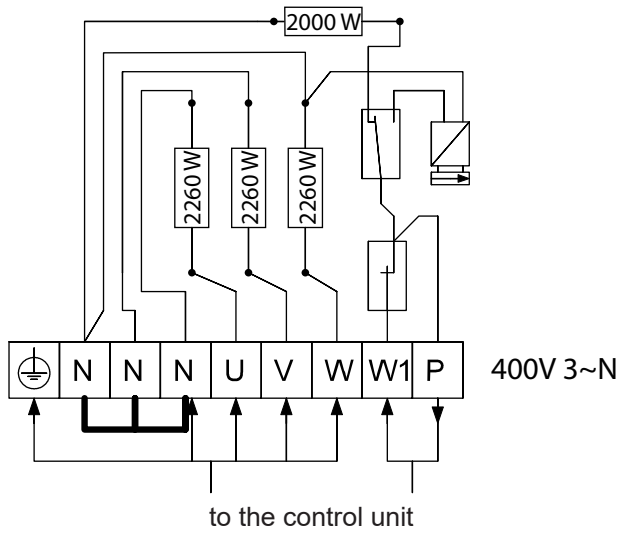 2000 W
2260 W
2260 W
2260 W
N N N U V W W1 P
400V 3~N
to the control unit